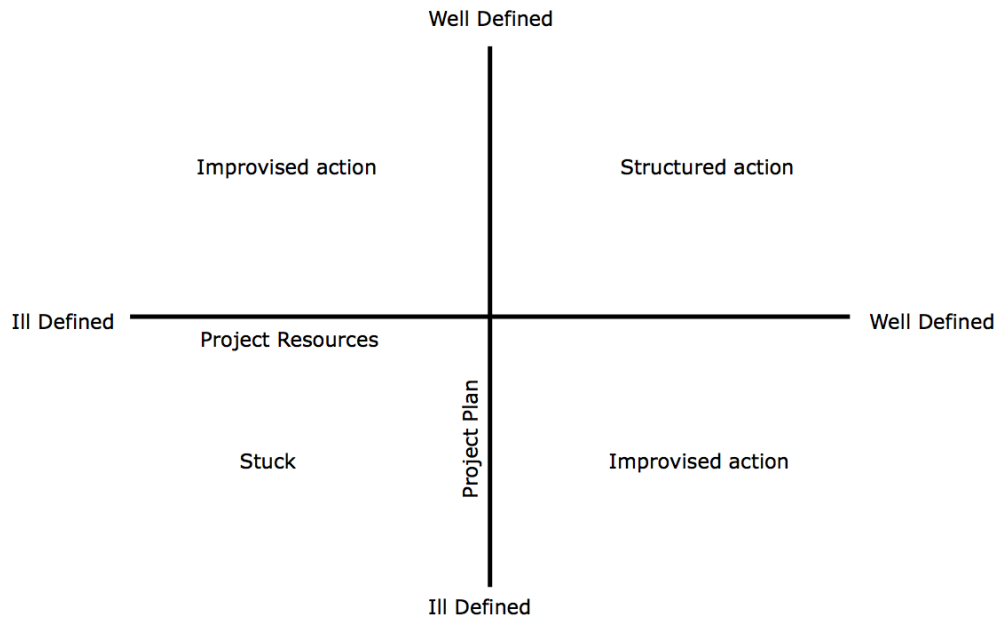 Well Defined
Improvised action
Structured action
Ill Defined
Well Defined
Project Resources
Project Plan
Stuck
Improvised action
Ill Defined